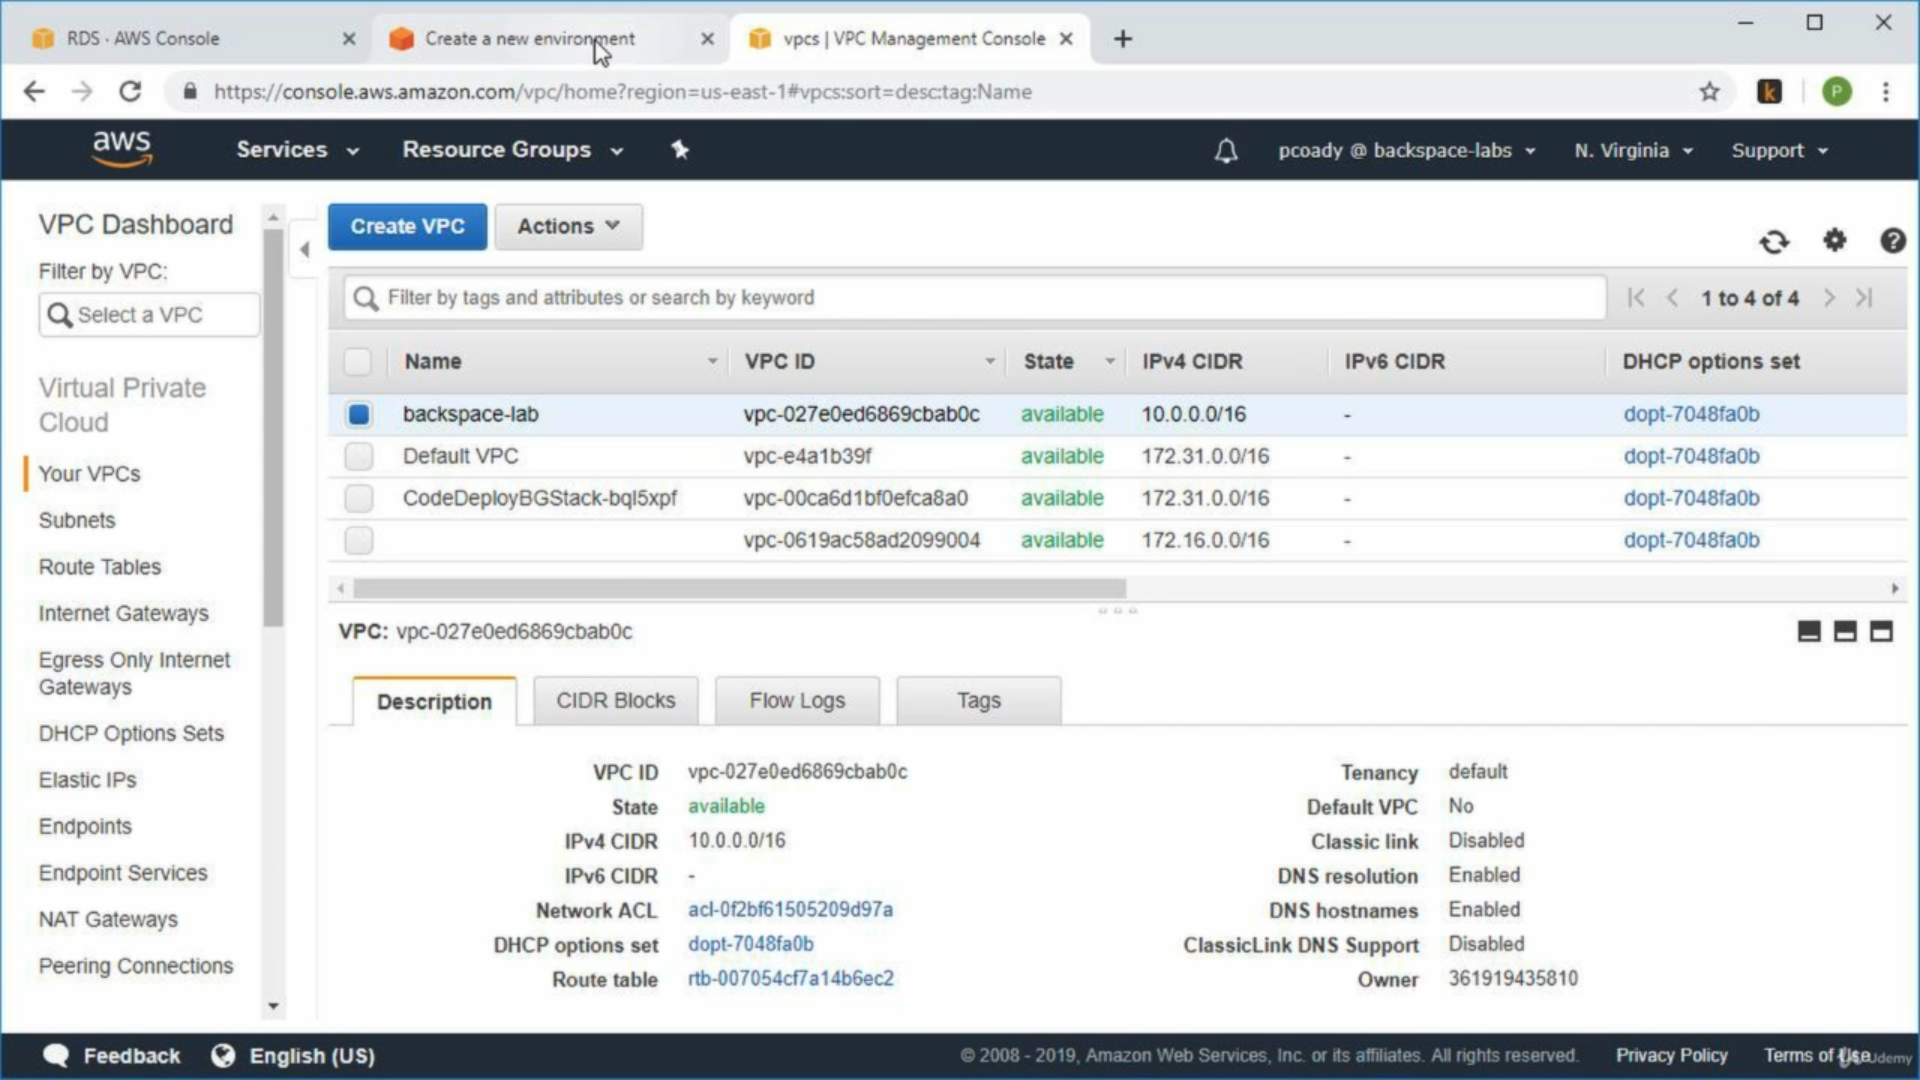 RDS · AWS Console
Create a new environment
vpcs | VPC Management Console
https://console.aws.amazon.com/vpc/home?region=us-east-1#vpcs:sort=desc:tag:Name
k
P
aws
Services
Resource Groups
pcoady @ backspace-labs
N. Virginia
Support
VPC Dashboard
Filter by VPC:
Select a VPC
Virtual Private
Cloud
Your VPCs
Subnets
Route Tables
Internet Gateways
Egress Only Internet
Gateways
DHCP Options Sets
Elastic IPs
Endpoints
Endpoint Services
NAT Gateways
Peering Connections
Create VPC
Actions
Filter by tags and attributes or search by keyword
1 to 4 of 4
Name VPC ID State IPv4 CIDR IPv6 CIDR DHCP options set
backspace-lab vpc-027e0ed6869cbab0c available 10.0.0.0/16 - dopt-7048fa0b
Default VPC vpc-e4a1b39f available 172.31.0.0/16 - dopt-7048fa0b
CodeDeployBGStack-bql5xpf vpc-00ca6d1bf0efca8a0 available 172.31.0.0/16 - dopt-7048fa0b
vpc-0619ac58ad2099004 available 172.16.0.0/16 - dopt-7048fa0b
VPC: vpc-027e0ed6869cbab0c
Description
CIDR Blocks
Flow Logs
Tags
VPC ID vpc-027e0ed6869cbab0c
State available
IPv4 CIDR 10.0.0.0/16
IPv6 CIDR -
Network ACL acl-0f2bf61505209d97a
DHCP options set dopt-7048fa0b
Route table rtb-007054cf7a14b6ec2
Tenancy default
Default VPC No
Classic link Disabled
DNS resolution Enabled
DNS hostnames Enabled
ClassicLink DNS Support Disabled
Owner 361919435810
Feedback
English (US)
© 2008 - 2019, Amazon Web Services, Inc. or its affiliates. All rights reserved.
Privacy Policy
Terms of Use
Udemy